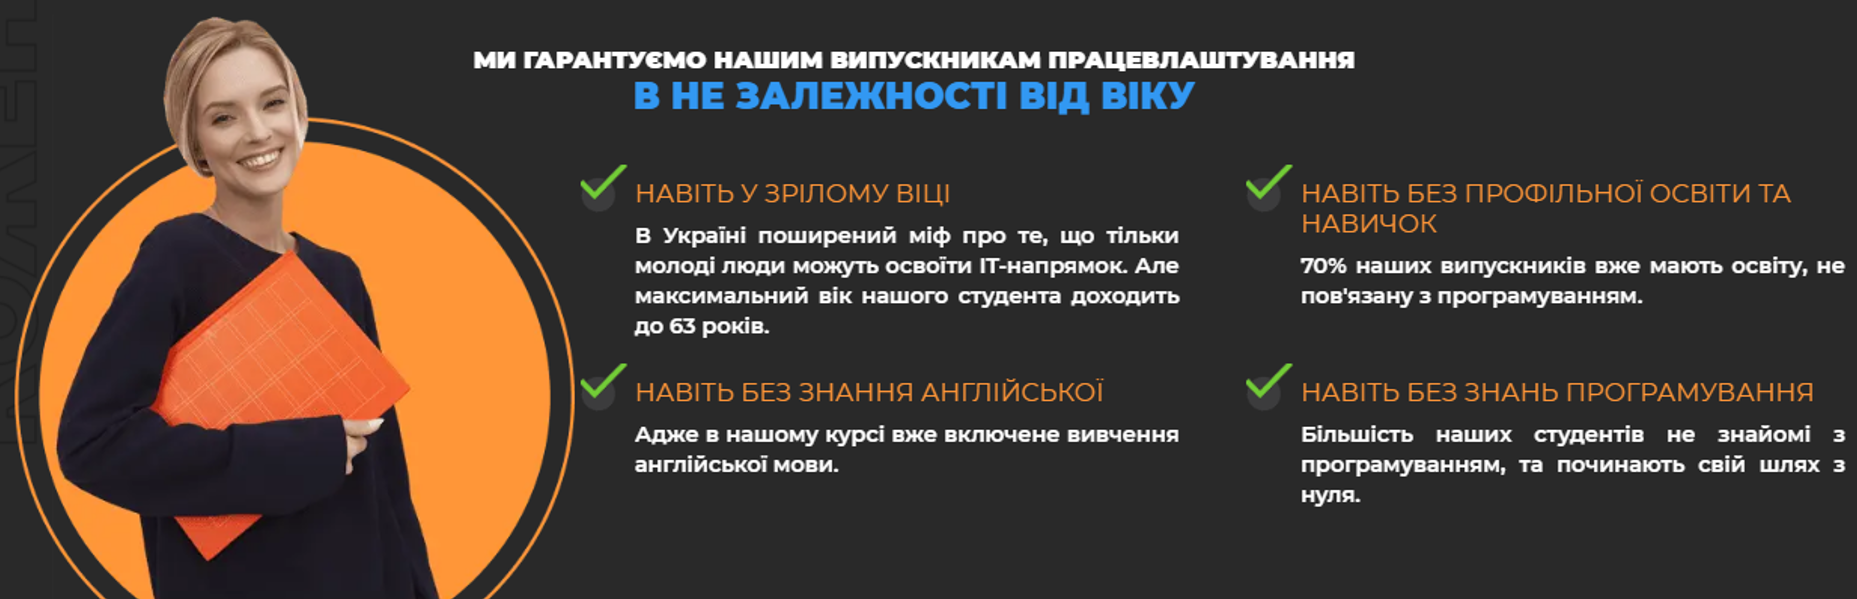 МИ ГАРАНТУЄМО НАШИМ ВИПУСКНИКАМ ПРАЦЕВЛАШТУВАННЯ
В НЕ ЗАЛЕЖНОСТІ ВІД ВІКУ
НАВІТЬ У ЗРІЛОМУ ВІЦІ
В Україні поширений міф про те, що тільки
молоді люди можуть освоїти ІТ-напрямок. Але
максимальний вік нашого студента доходить
до 63 років.
НАВІТЬ БЕЗ ПРОФІЛЬНОЇ ОСВІТИ ТА
НАВИЧОК
70% наших випускників вже мають освіту, не
пов'язану з програмуванням.
НАВІТЬ БЕЗ ЗНАННЯ АНГЛІЙСЬКОЇ
Адже в нашому курсі вже включене вивчення
англійської мови.
НАВІТЬ БЕЗ ЗНАНЬ ПРОГРАМУВАННЯ
Більшість наших студентів не знайомі з
програмуванням, та починають свій шлях з
нуля.